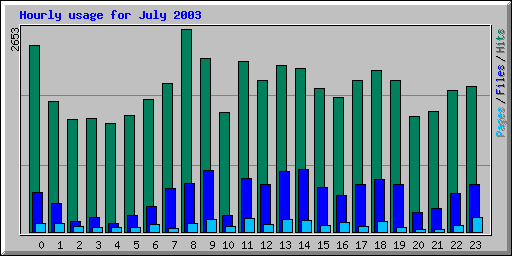 Hourly usage for July 2003
2653
Pages / Files / Hits
0 1 2 3 4 5 6 7 8 9 10 11 12 13 14 15 16 17 18 19 20 21 22 23